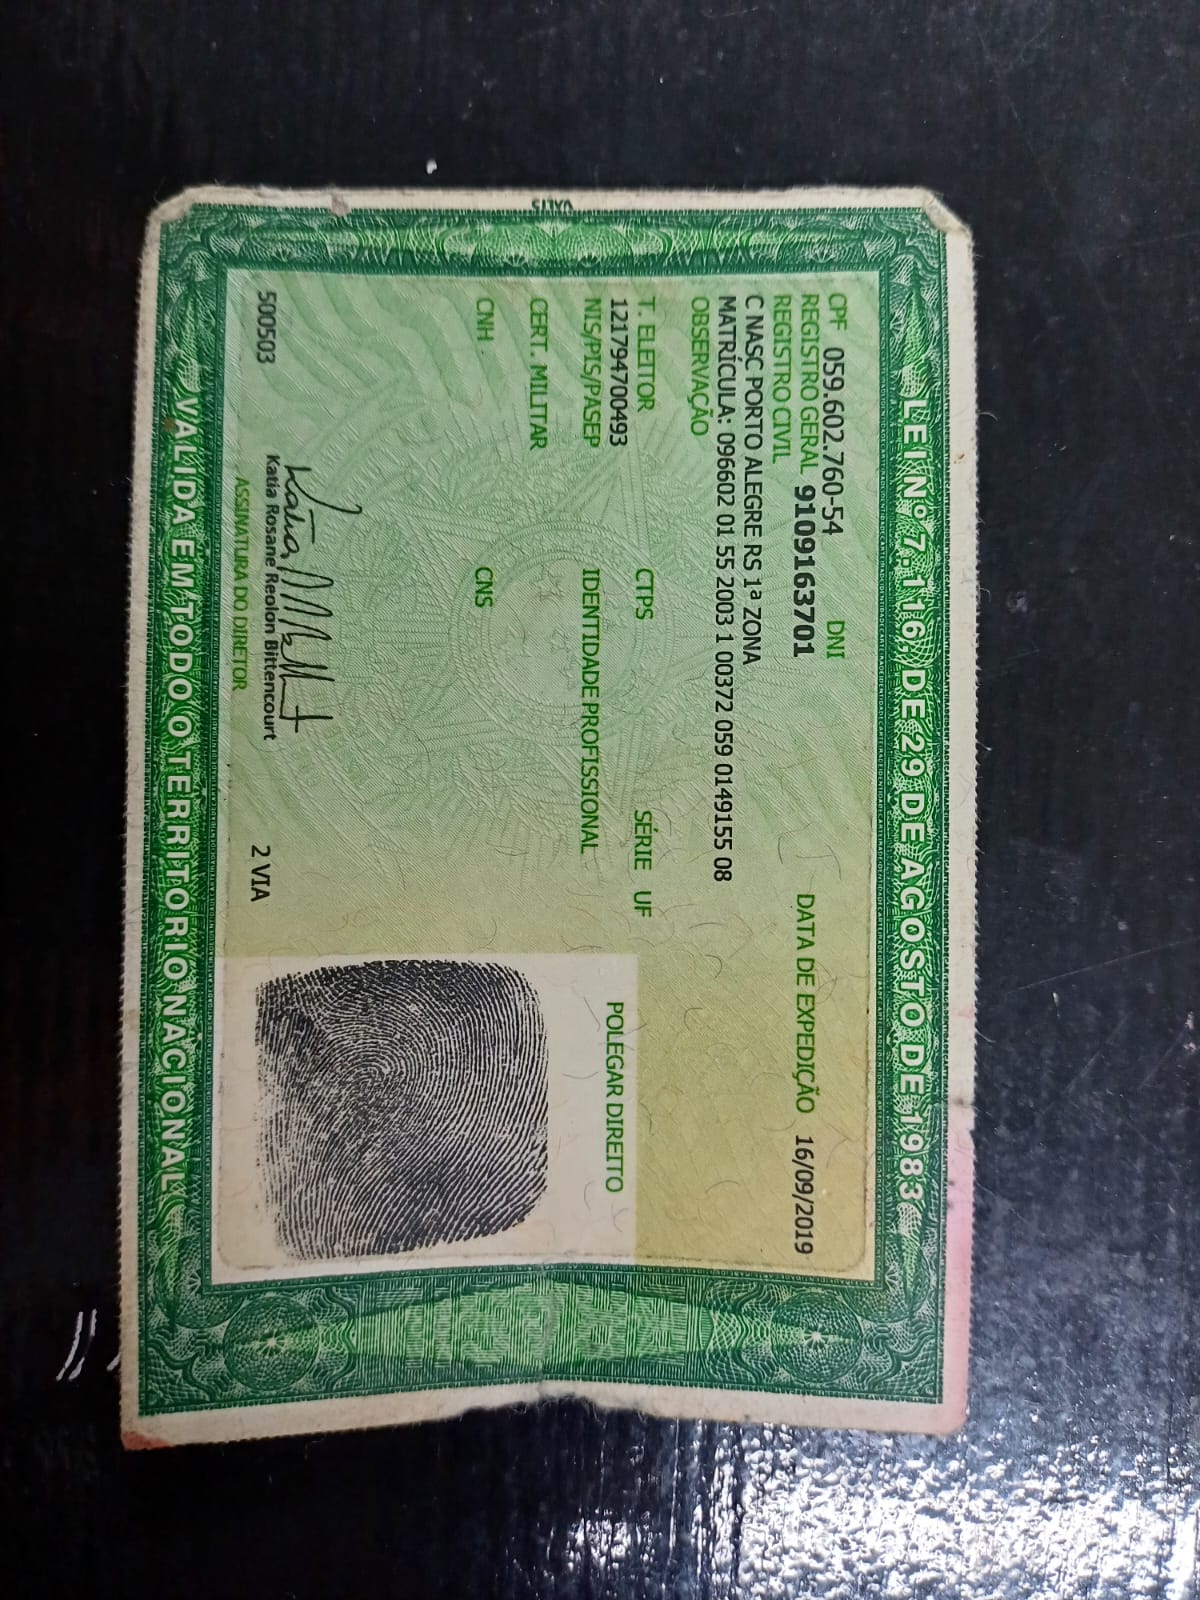 LEI Nº 7.116, DE 29 DE AGOSTO DE 1983
CPF 059.602.760-54 DNI
REGISTRO GERAL 9109163701 DATA DE EXPEDIÇÃO 16/09/2019
REGISTRO CIVIL
C NASC PORTO ALEGRE RS 1ª ZONA
MATRÍCULA: 096602 01 55 2003 1 00372 059 0149155 08
OBSERVAÇÃO
T. ELEITOR CTPS SÉRIE UF
121794700493
NIS/PIS/PASEP IDENTIDADE PROFISSIONAL
POLEGAR DIREITO
CERT. MILITAR
CNH CNS
500503 Katia Rosane Reolon Bittencourt 2 VIA
ASSINATURA DO DIRETOR
VALIDA EM TODO O TERRITORIO NACIONAL